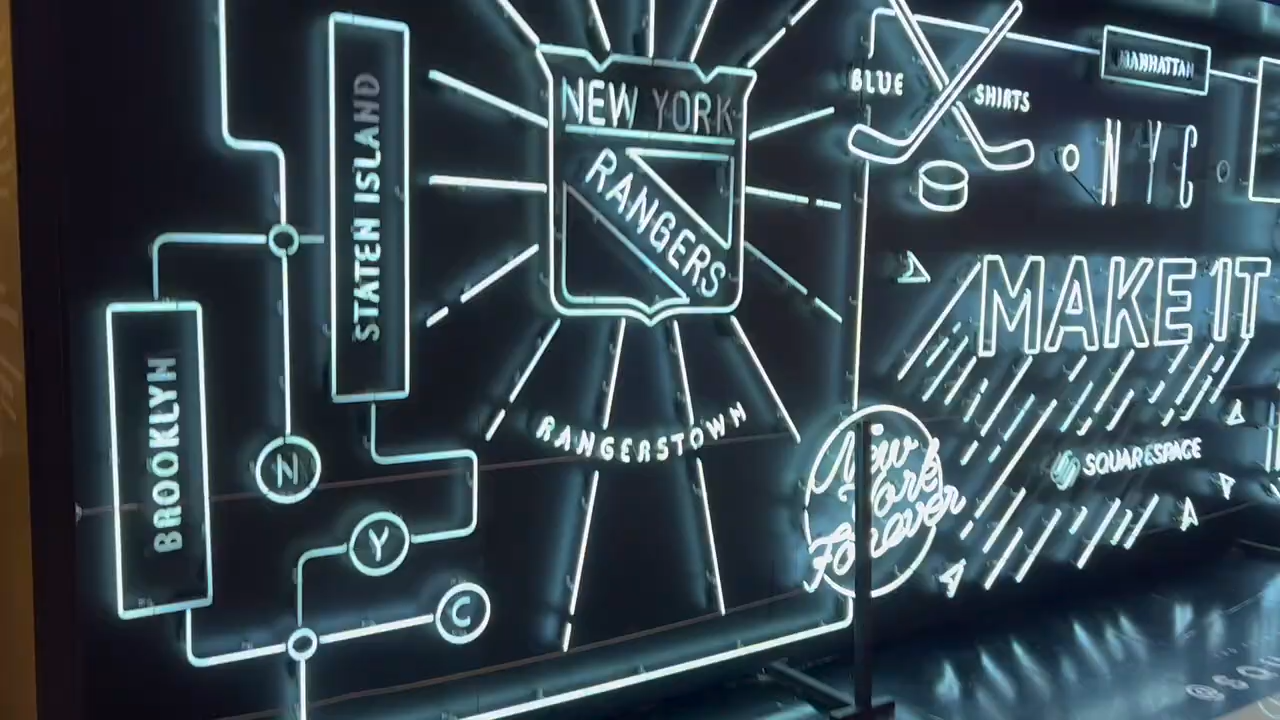 STATEN ISLAND
BROOKLYN
N
Y
C
NEW YORK
RANGERS
RANGERSTOWN
BLUE SHIRTS
MANHATTAN
NYC
MAKE IT
SQUARESPACE
New
York
Forever